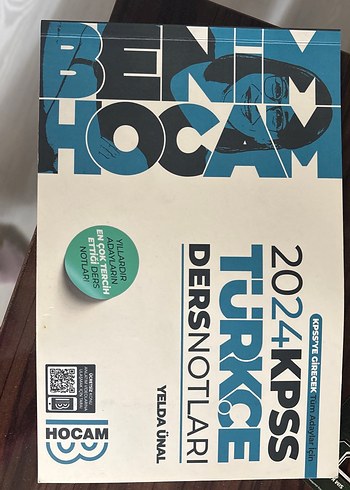 BENİM
HOCAM
KPSS'YE GİRECEK Tüm Adaylar İçin
2024 KPSS
TÜRKÇE
DERS NOTLARI
YELDA ÜNAL
YILLARDIR
ADAYLARIN
EN ÇOK TERCİH
ETTİĞİ DERS
NOTLARI
ÜCRETSİZ
HOCAM